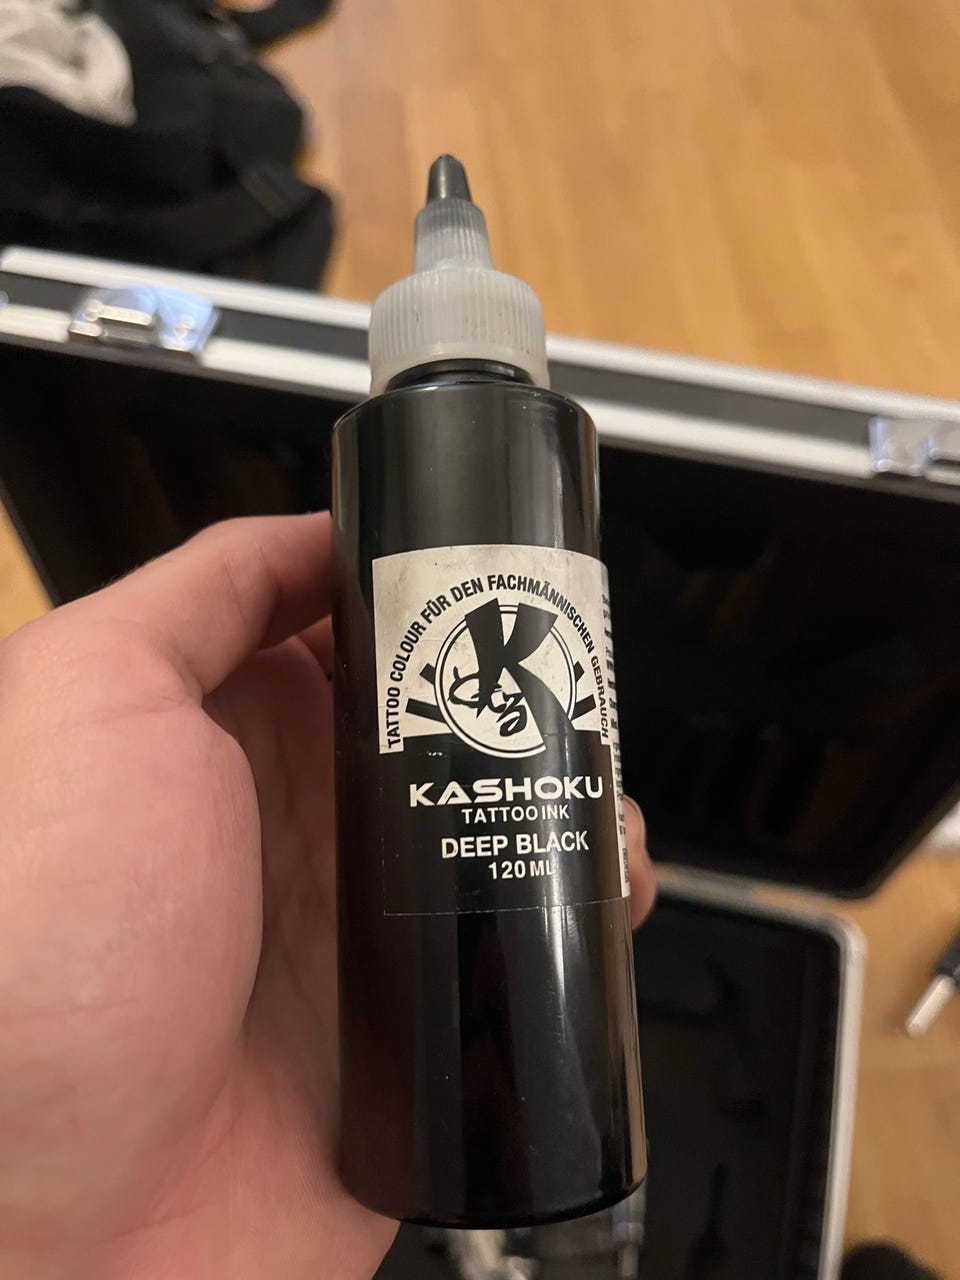 TATTOO COLOUR FÜR DEN FACHMÄNNISCHEN GEBRAUCH
K
KASHOKU
TATTOO INK
DEEP BLACK
120 ML